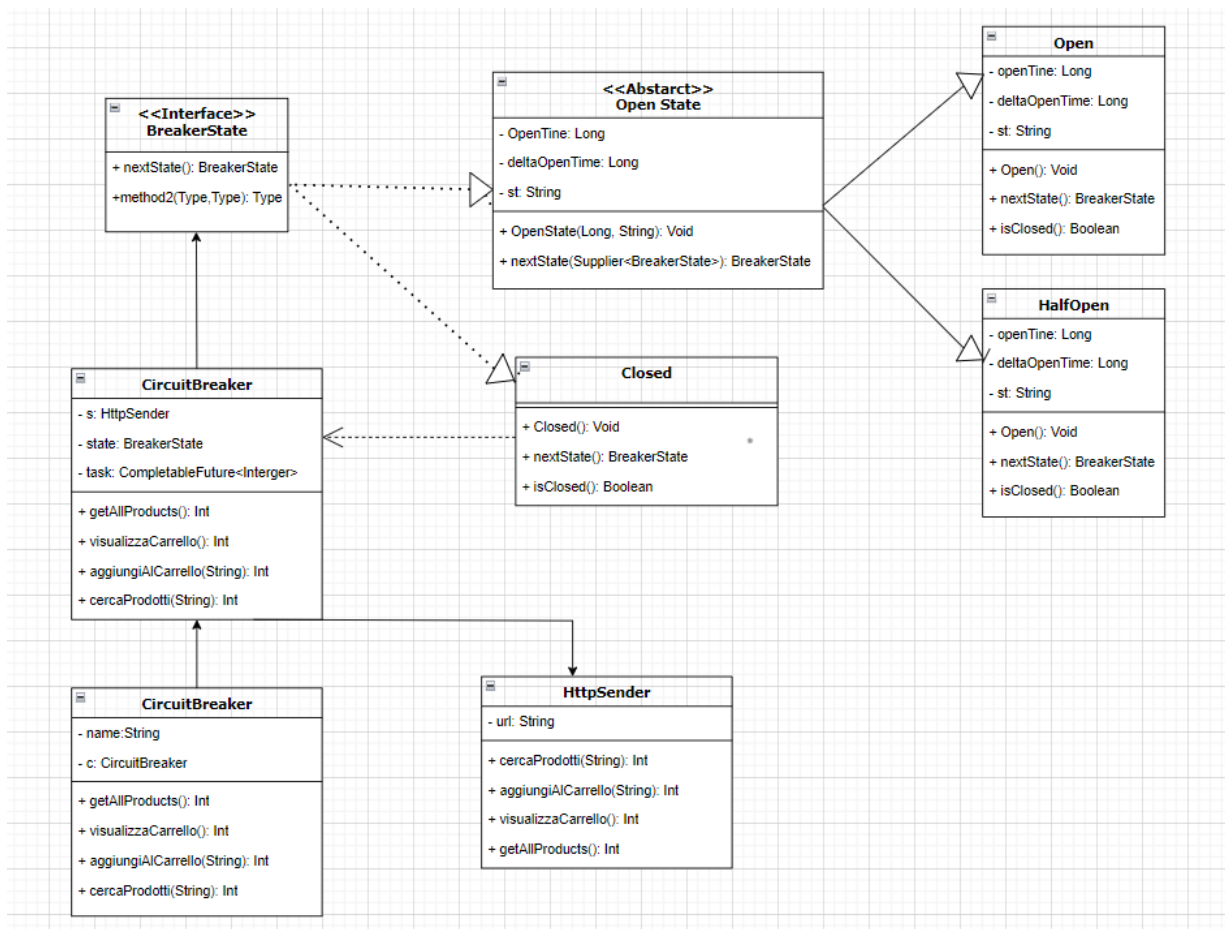 <<Interface>>
BreakerState
+ nextState(): BreakerState
+method2(Type,Type): Type
<<Abstarct>>
Open State
- OpenTine: Long
- deltaOpenTime: Long
- st: String
+ OpenState(Long, String): Void
+ nextState(Supplier<BreakerState>): BreakerState
Open
- openTine: Long
- deltaOpenTime: Long
- st: String
+ Open(): Void
+ nextState(): BreakerState
+ isClosed(): Boolean
HalfOpen
- openTine: Long
- deltaOpenTime: Long
- st: String
+ Open(): Void
+ nextState(): BreakerState
+ isClosed(): Boolean
Closed
+ Closed(): Void
+ nextState(): BreakerState
+ isClosed(): Boolean
CircuitBreaker
- s: HttpSender
- state: BreakerState
- task: CompletableFuture<Interger>
+ getAllProducts(): Int
+ visualizzaCarrello(): Int
+ aggiungiAlCarrello(String): Int
+ cercaProdotti(String): Int
CircuitBreaker
- name:String
- c: CircuitBreaker
+ getAllProducts(): Int
+ visualizzaCarrello(): Int
+ aggiungiAlCarrello(String): Int
+ cercaProdotti(String): Int
HttpSender
- url: String
+ cercaProdotti(String): Int
+ aggiungiAlCarrello(String): Int
+ visualizzaCarrello(): Int
+ getAllProducts(): Int